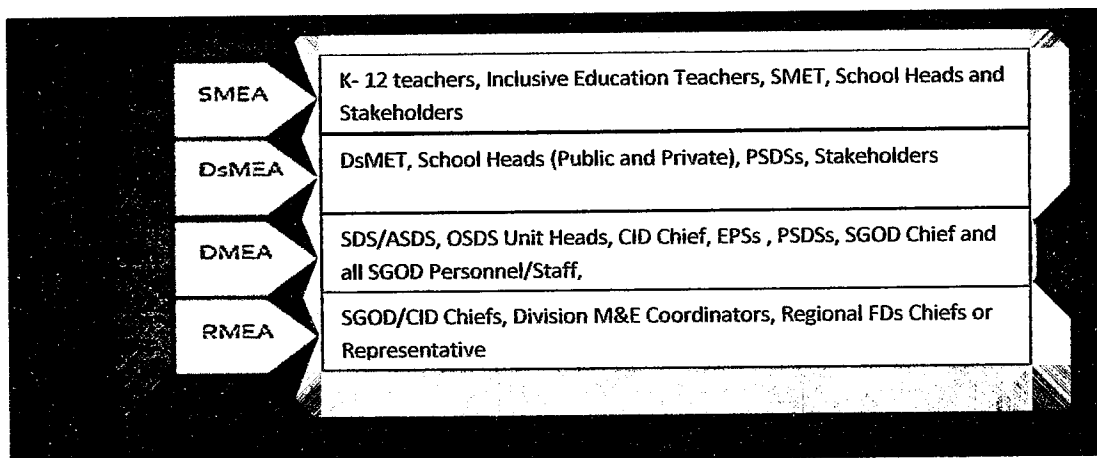 SMEA
K- 12 teachers, Inclusive Education Teachers, SMET, School Heads and
Stakeholders
DsMEA
DsMET, School Heads (Public and Private), PSDSs, Stakeholders
DMEA
SDS/ASDS, OSDS Unit Heads, CID Chief, EPSs , PSDSs, SGOD Chief and
all SGOD Personnel/Staff,
RMEA
SGOD/CID Chiefs, Division M&E Coordinators, Regional FDs Chiefs or
Representative